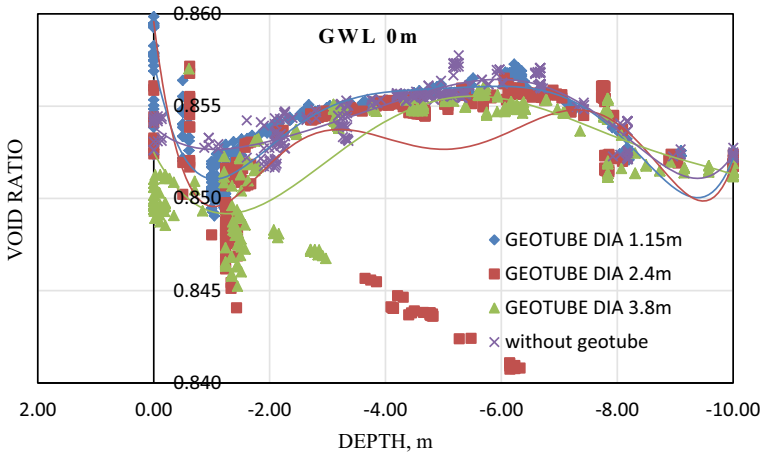 0.860
GWL 0m
0.855
0.850
0.845
0.840
VOID RATIO
GEOTUBE DIA 1.15m
GEOTUBE DIA 2.4m
GEOTUBE DIA 3.8m
without geotube
2.00 0.00 -2.00 -4.00 -6.00 -8.00 -10.00
DEPTH, m